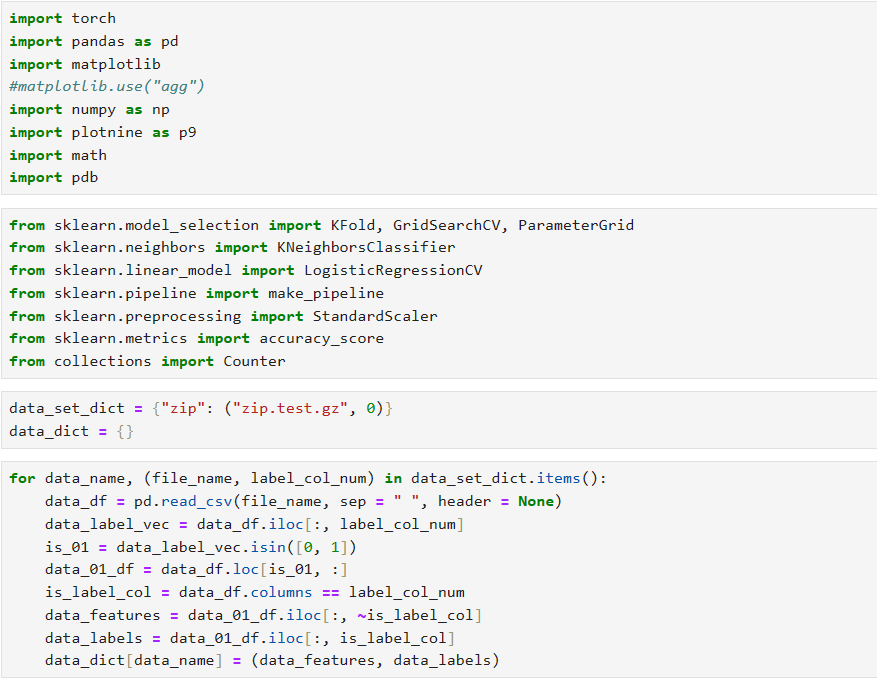 import torch
import pandas as pd
import matplotlib
#matplotlib.use("agg")
import numpy as np
import plotnine as p9
import math
import pdb
from sklearn.model_selection import KFold, GridSearchCV, ParameterGrid
from sklearn.neighbors import KNeighborsClassifier
from sklearn.linear_model import LogisticRegressionCV
from sklearn.pipeline import make_pipeline
from sklearn.preprocessing import StandardScaler
from sklearn.metrics import accuracy_score
from collections import Counter
data_set_dict = {"zip": ("zip.test.gz", 0)}
data_dict = {}
for data_name, (file_name, label_col_num) in data_set_dict.items():
    data_df = pd.read_csv(file_name, sep = " ", header = None)
    data_label_vec = data_df.iloc[:, label_col_num]
    is_01 = data_label_vec.isin([0, 1])
    data_01_df = data_df.loc[is_01, :]
    is_label_col = data_df.columns == label_col_num
    data_features = data_01_df.iloc[:, ~is_label_col]
    data_labels = data_01_df.iloc[:, is_label_col]
    data_dict[data_name] = (data_features, data_labels)